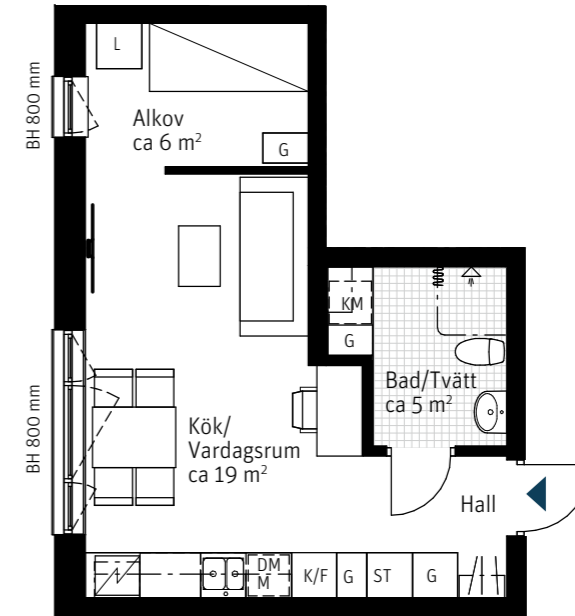 L
BH 800 mm
Alkov
ca 6 m²
G
KM
G
Bad/Tvätt
ca 5 m²
BH 800 mm
Kök/
Vardagsrum
ca 19 m²
Hall
DM
M
K/F
G
ST
G